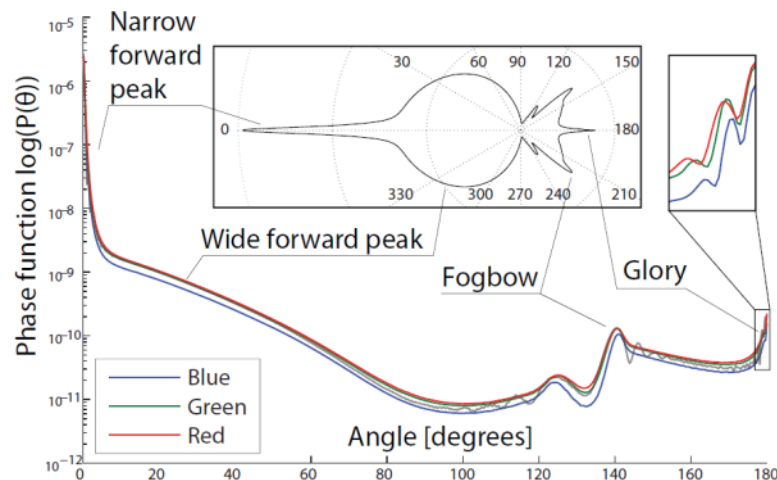 Phase function log(P(θ))
10⁻⁵
10⁻⁶
10⁻⁷
10⁻⁸
10⁻⁹
10⁻¹⁰
10⁻¹¹
10⁻¹²
Narrow
forward
peak
30 60 90 120 150
0 180
330 300 270 240 210
Wide forward peak
Fogbow
Glory
Blue
Green
Red
Angle [degrees]
0 20 40 60 80 100 120 140 160 180